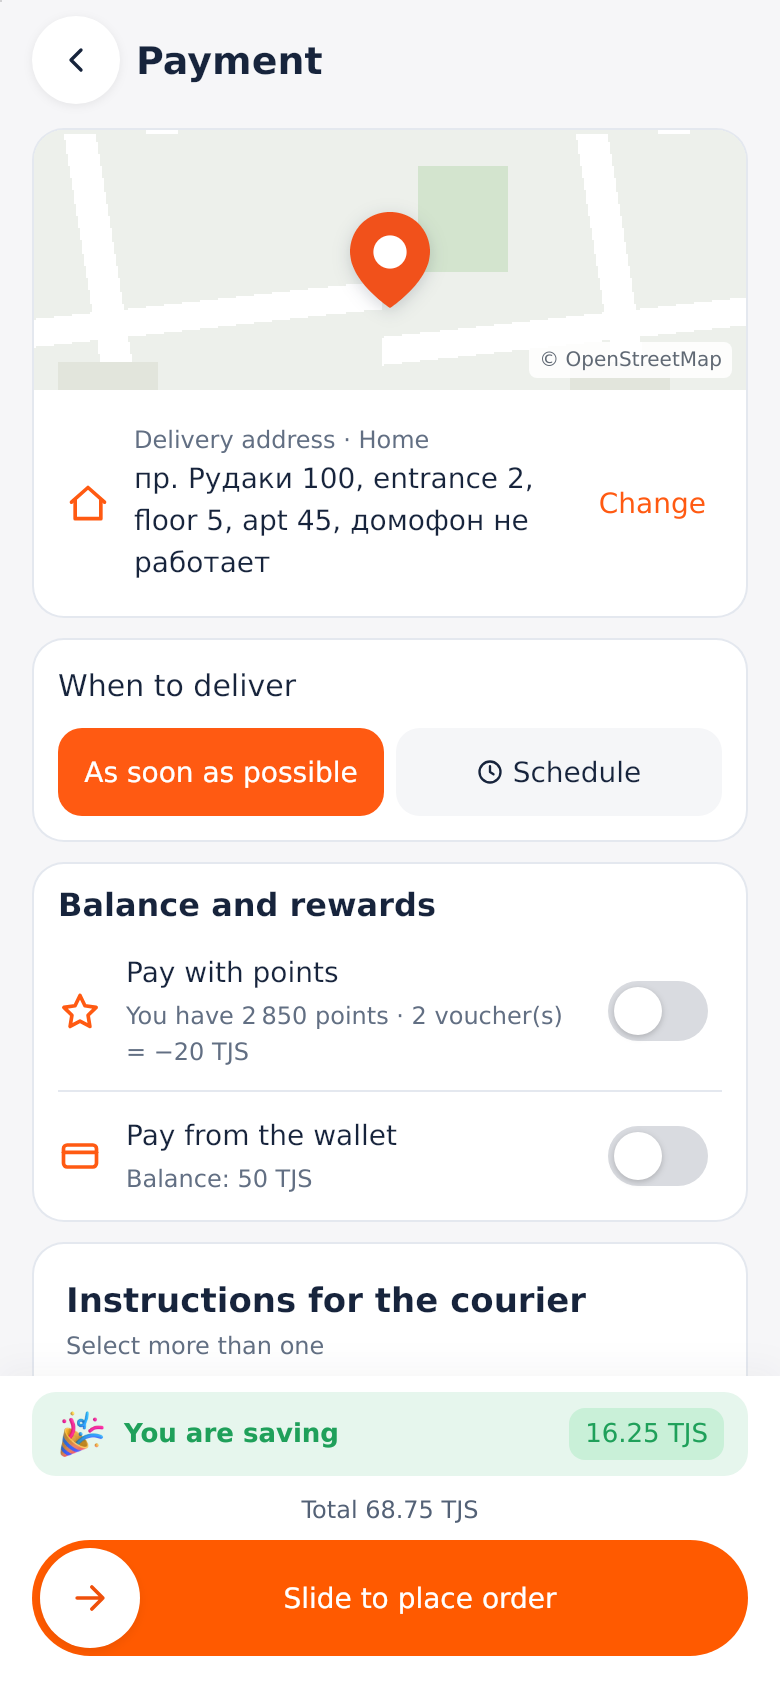 Payment
© OpenStreetMap
Delivery address · Home
пр. Рудаки 100, entrance 2,
floor 5, apt 45, домофон не
работает
Change
When to deliver
As soon as possible
Schedule
Balance and rewards
Pay with points
You have 2 850 points · 2 voucher(s)
= −20 TJS
Pay from the wallet
Balance: 50 TJS
Instructions for the courier
Select more than one
You are saving
16.25 TJS
Total 68.75 TJS
Slide to place order